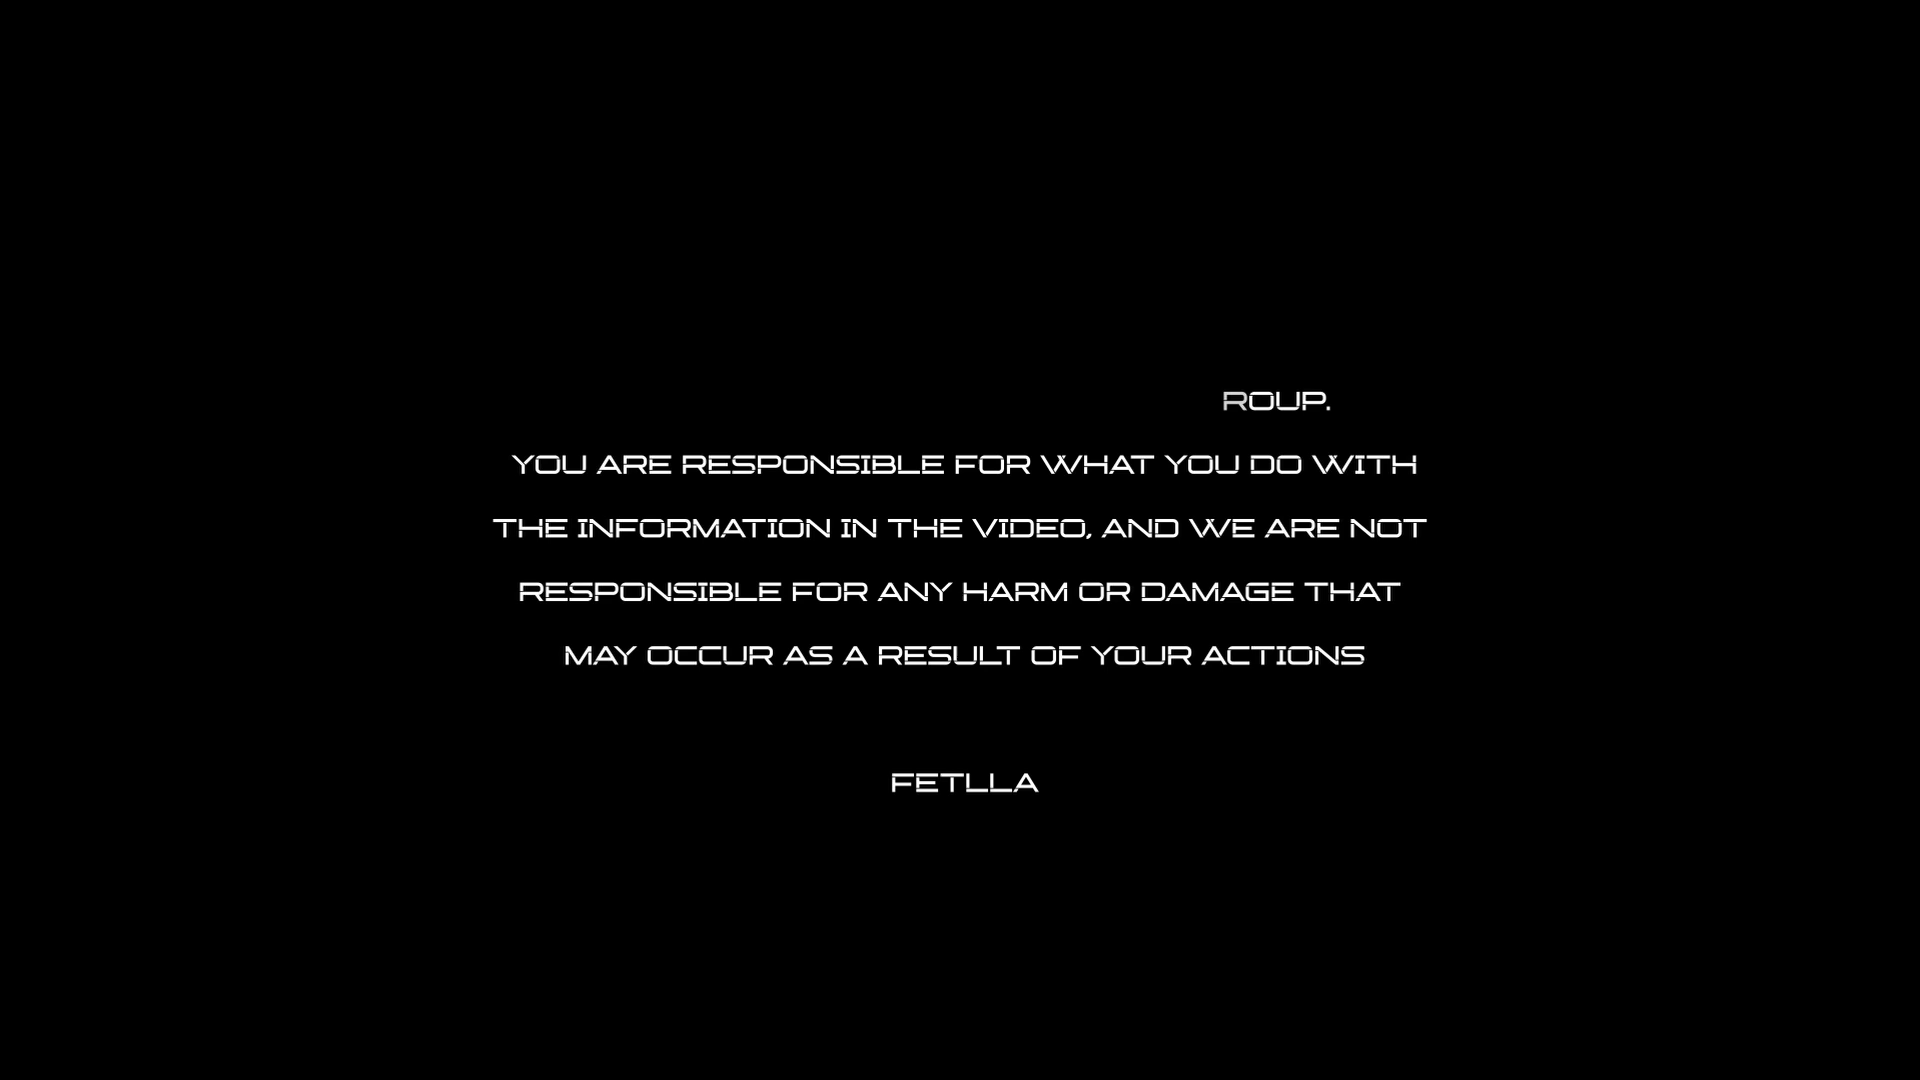 ROUP.
YOU ARE RESPONSIBLE FOR WHAT YOU DO WITH
THE INFORMATION IN THE VIDEO, AND WE ARE NOT
RESPONSIBLE FOR ANY HARM OR DAMAGE THAT
MAY OCCUR AS A RESULT OF YOUR ACTIONS
FETLLA